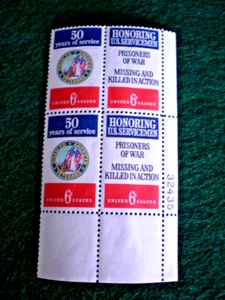 50
years of service
HONORING
U.S. SERVICEMEN
PRISONERS
OF WAR
MISSING AND
KILLED IN ACTION
UNITED 6c STATES
UNITED 6c STATES
50
years of service
HONORING
U.S. SERVICEMEN
PRISONERS
OF WAR
MISSING AND
KILLED IN ACTION
UNITED 6c STATES
UNITED 6c STATES
32435